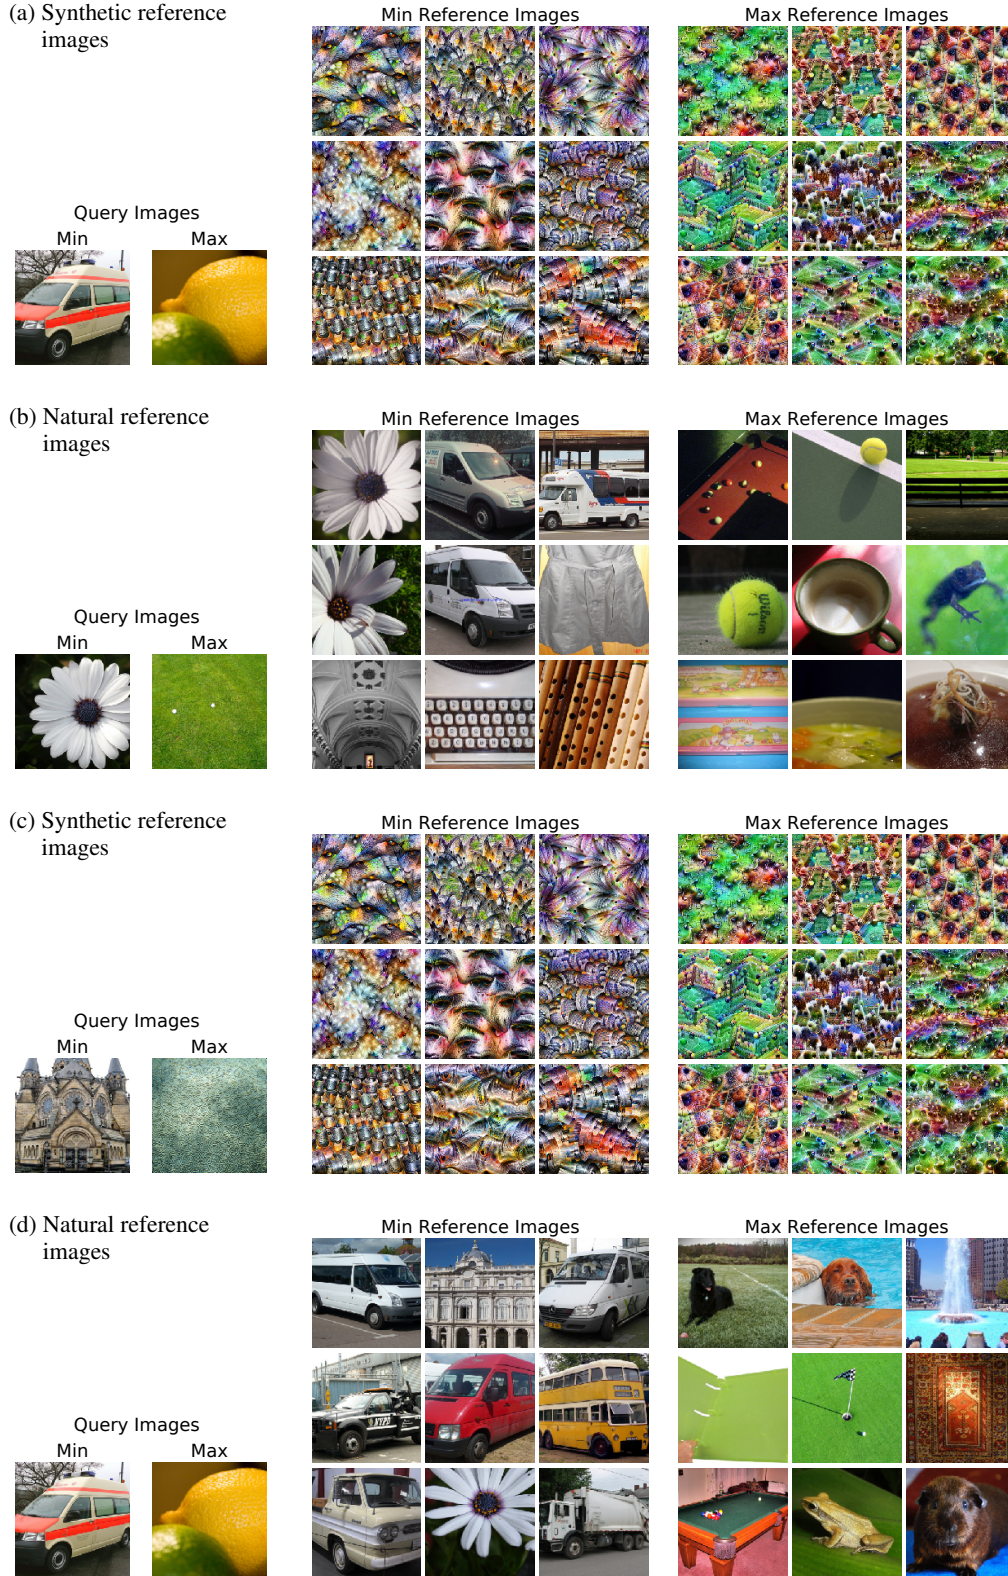 (a) Synthetic reference
images
Min Reference Images
Max Reference Images
Query Images
Min
Max
(b) Natural reference
images
Min Reference Images
Max Reference Images
Wilson
Query Images
Min
Max
(c) Synthetic reference
images
Min Reference Images
Max Reference Images
Query Images
Min
Max
(d) Natural reference
images
Min Reference Images
Max Reference Images
NYPD
Query Images
Min
Max